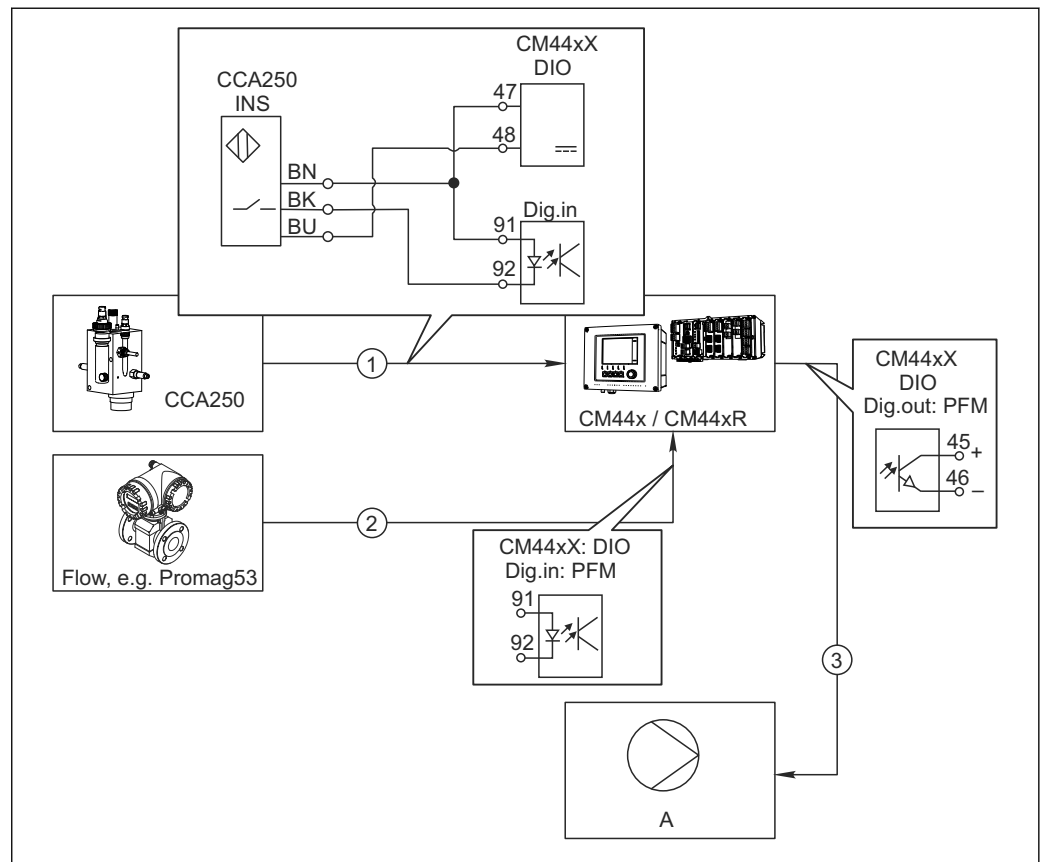 CM44xX
DIO
CCA250
INS
47
48
BN
BK
BU
Dig.in
91
92
1
CCA250
CM44x / CM44xR
CM44xX
DIO
Dig.out: PFM
45
+
46
–
2
Flow, e.g. Promag53
CM44xX: DIO
Dig.in: PFM
91
92
3
A